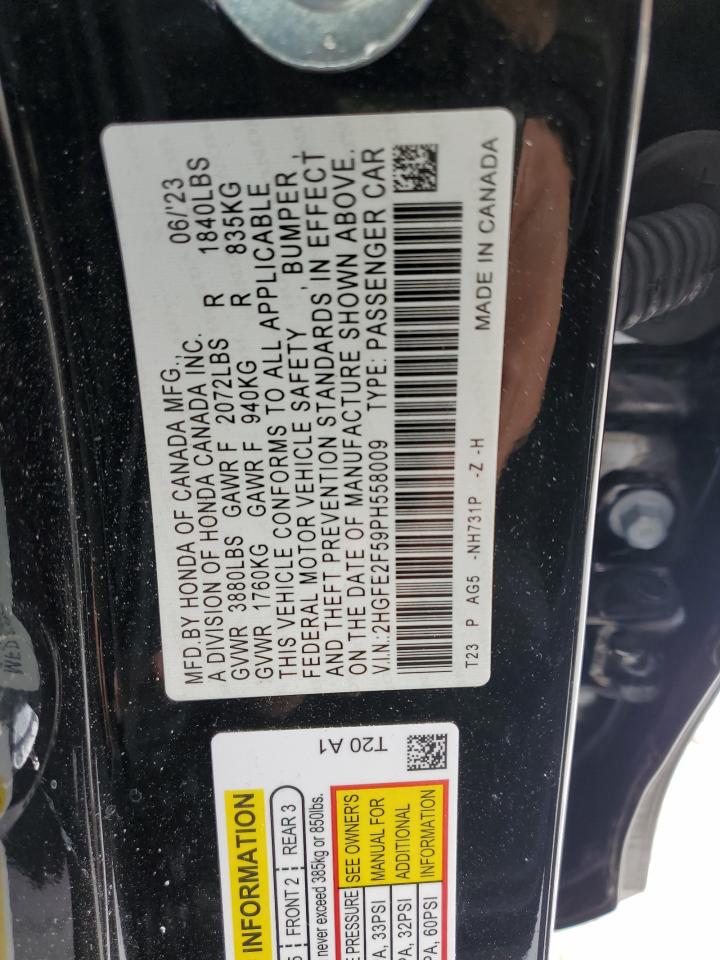 MFD.BY HONDA OF CANADA MFG.,
A DIVISION OF HONDA CANADA INC. 06/'23
GVWR 3880LBS GAWR F 2072LBS R 1840LBS
GVWR 1760KG GAWR F 940KG R 835KG
THIS VEHICLE CONFORMS TO ALL APPLICABLE
FEDERAL MOTOR VEHICLE SAFETY , BUMPER ,
AND THEFT PREVENTION STANDARDS IN EFFECT
ON THE DATE OF MANUFACTURE SHOWN ABOVE.
V.I.N.:2HGFE2F59PH558009 TYPE: PASSENGER CAR
T23 P AG5 -NH731P -Z -H MADE IN CANADA
T20 A1
INFORMATION
5 FRONT 2 REAR 3
never exceed 385kg or 850lbs.
E PRESSURE SEE OWNER'S
PA, 33PSI MANUAL FOR
PA, 32PSI ADDITIONAL
PA, 60PSI INFORMATION